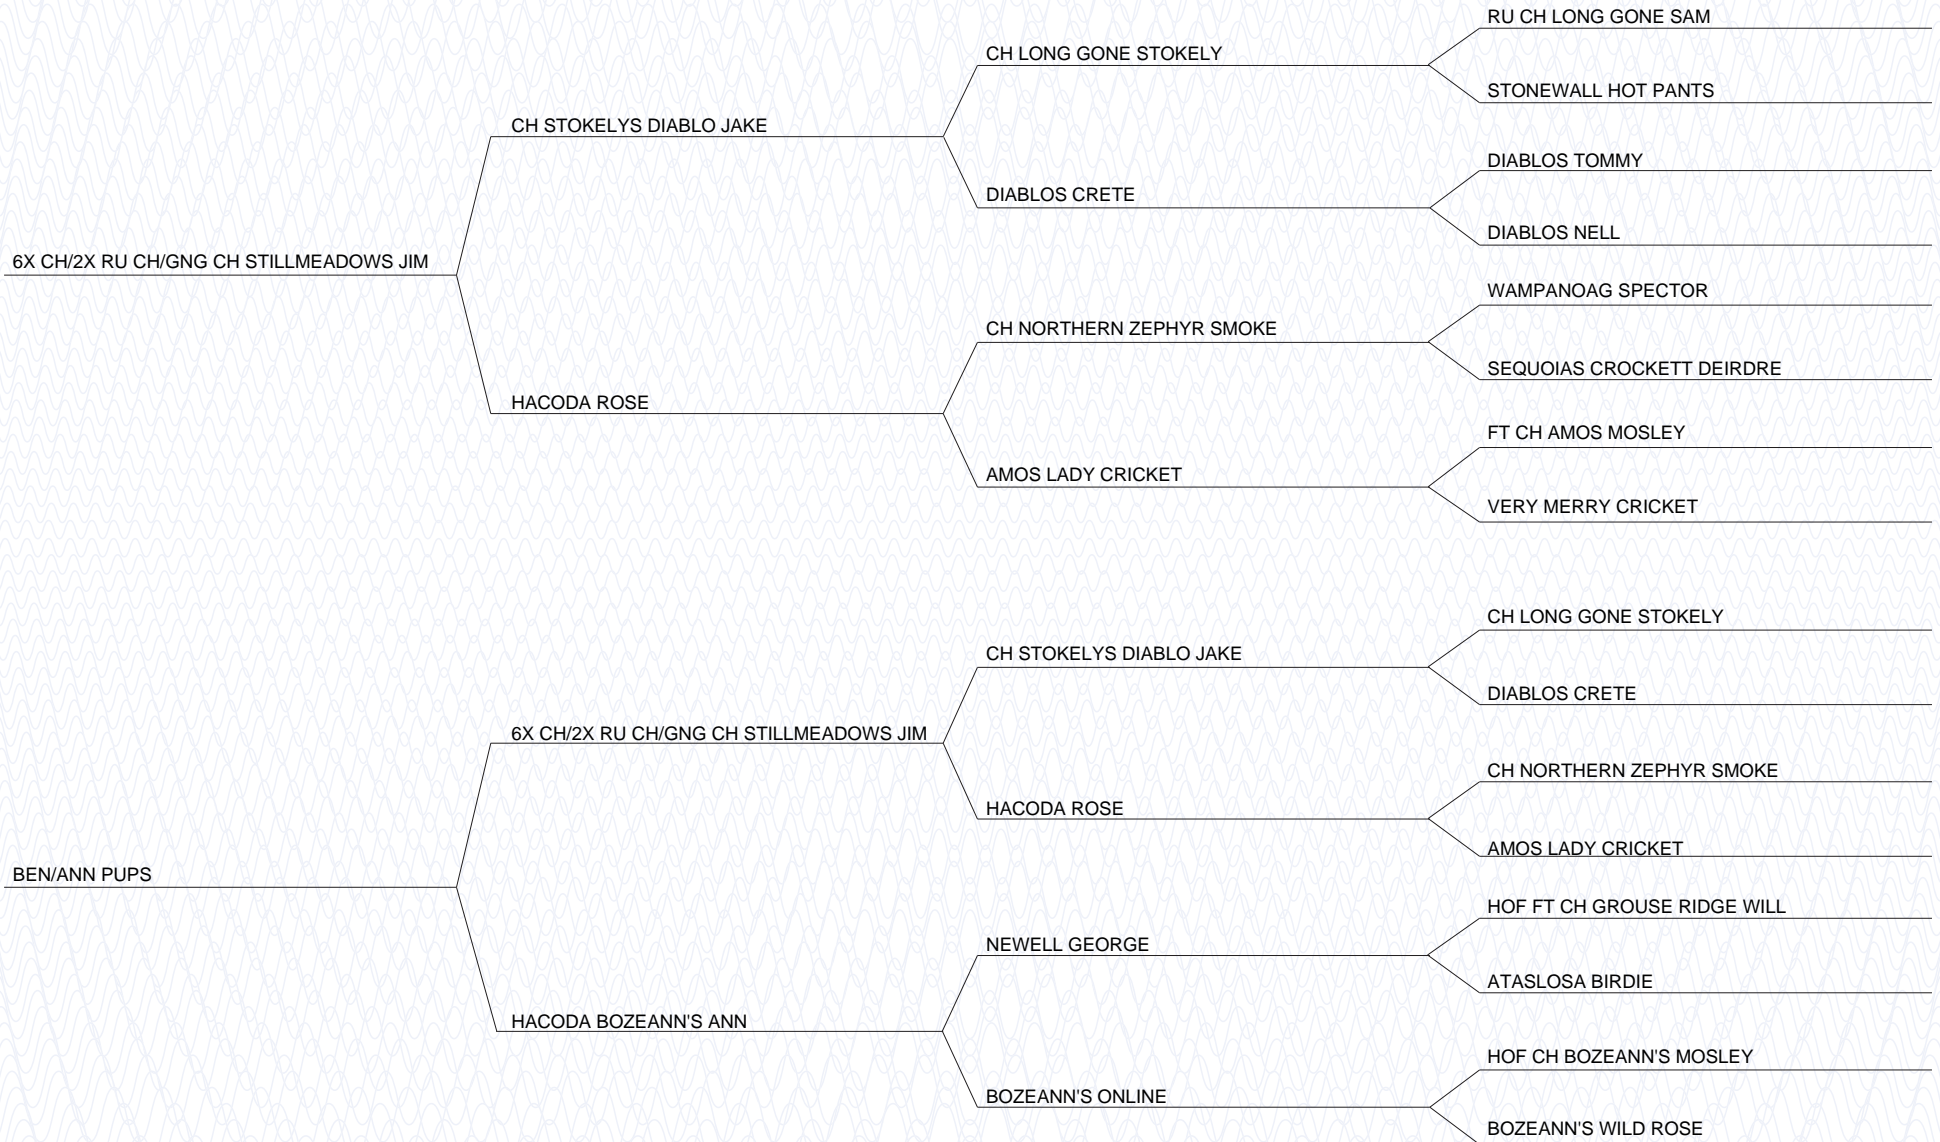 RU CH LONG GONE SAM
CH LONG GONE STOKELY
STONEWALL HOT PANTS
CH STOKELYS DIABLO JAKE
DIABLOS TOMMY
DIABLOS CRETE
DIABLOS NELL
6X CH/2X RU CH/GNG CH STILLMEADOWS JIM
WAMPANOAG SPECTOR
CH NORTHERN ZEPHYR SMOKE
SEQUOIAS CROCKETT DEIRDRE
HACODA ROSE
FT CH AMOS MOSLEY
AMOS LADY CRICKET
VERY MERRY CRICKET
CH LONG GONE STOKELY
CH STOKELYS DIABLO JAKE
DIABLOS CRETE
6X CH/2X RU CH/GNG CH STILLMEADOWS JIM
CH NORTHERN ZEPHYR SMOKE
HACODA ROSE
AMOS LADY CRICKET
BEN/ANN PUPS
HOF FT CH GROUSE RIDGE WILL
NEWELL GEORGE
ATASLOSA BIRDIE
HACODA BOZEANN'S ANN
HOF CH BOZEANN'S MOSLEY
BOZEANN'S ONLINE
BOZEANN'S WILD ROSE